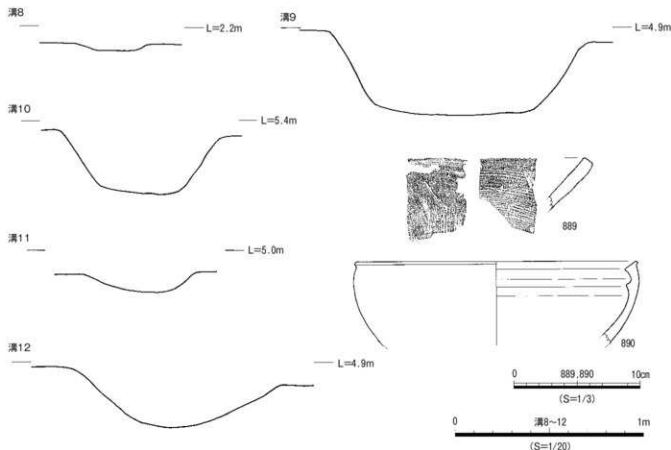 溝8
L=2.2m
溝9
L=4.9m
溝10
L=5.4m
889
溝11
L=5.0m
890
溝12
L=4.9m
0 889,890 10cm
(S=1/3)
0 溝8～12 1m
(S=1/20)